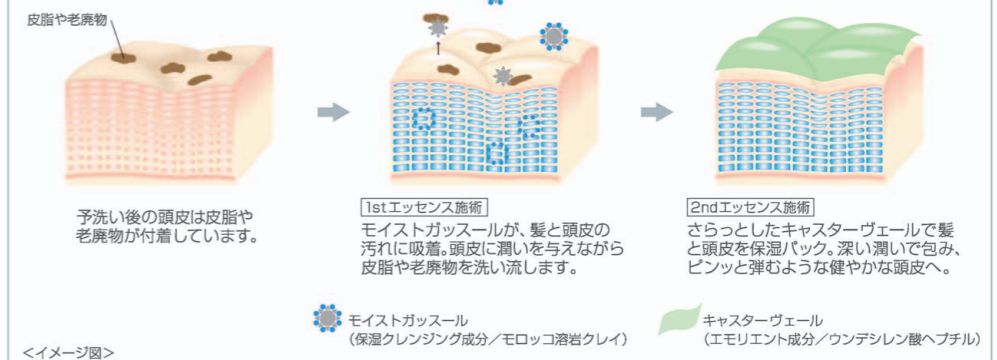 皮脂や老廃物
予洗い後の頭皮は皮脂や
老廃物が付着しています。
1stエッセンス施術
モイストガッスールが、髪と頭皮の
汚れに吸着。頭皮に潤いを与えながら
皮脂や老廃物を洗い流します。
2ndエッセンス施術
さらっとしたキャスターヴェールで髪
と頭皮を保湿パック。深い潤いで包み、
ピンッと弾むような健やかな頭皮へ。
モイストガッスール
（保湿クレンジング成分／モロッコ溶岩クレイ）
キャスターヴェール
（エモリエント成分／ウンデシレン酸ヘプチル）
＜イメージ図＞